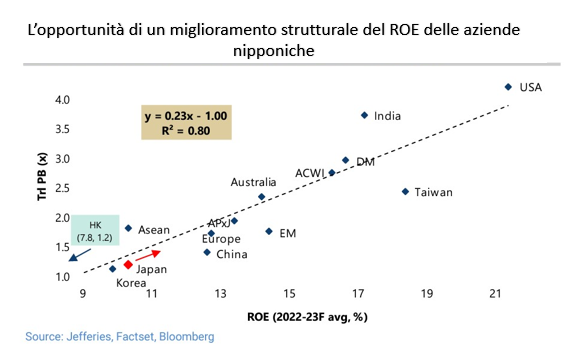 L'opportunità di un miglioramento strutturale del ROE delle aziende
nipponiche
Trl PB (x)
4.0
3.5
3.0
2.5
2.0
1.5
1.0
y = 0.23x - 1.00
R² = 0.80
USA
India
DM
ACWI
Taiwan
Australia
APxJ
Asean
EM
Europe
China
HK
(7.8, 1.2)
Japan
Korea
9
11
13
15
17
19
21
ROE (2022-23F avg, %)
Source: Jefferies, Factset, Bloomberg